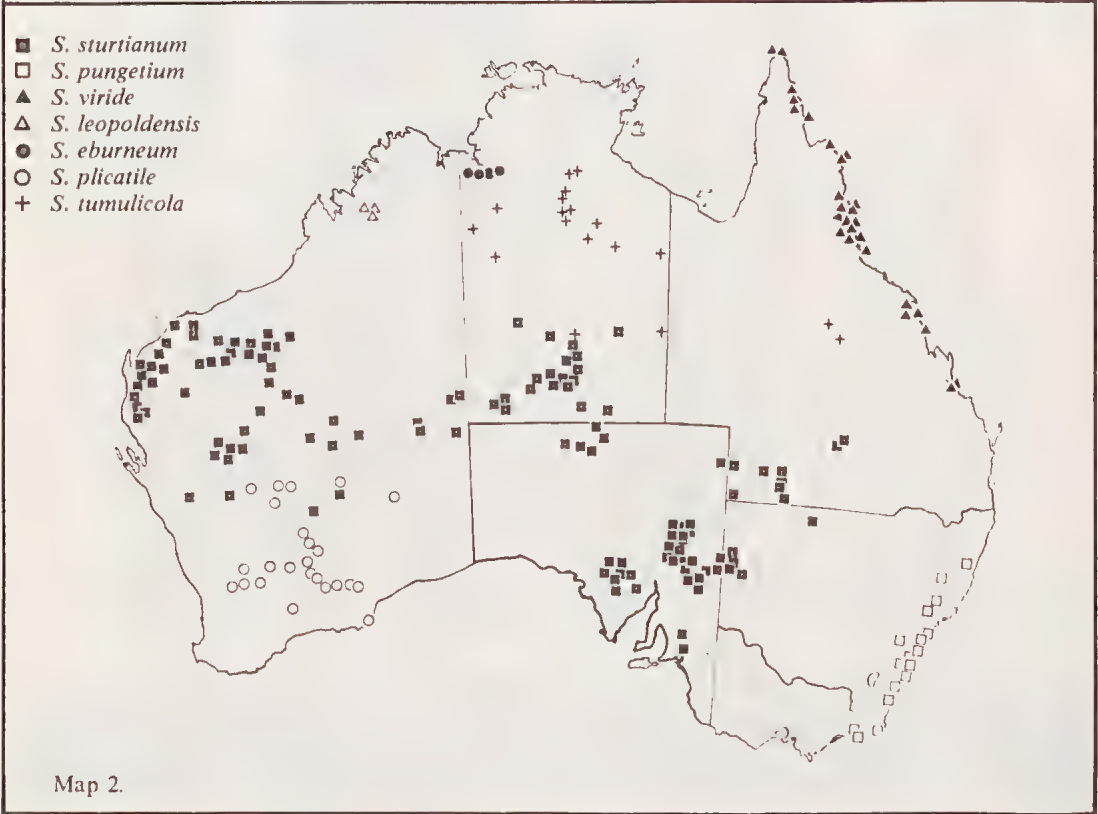 S. sturtianum
S. pungetium
S. viride
S. leopoldensis
S. eburneum
S. plicatile
S. tumulicola
Map 2.